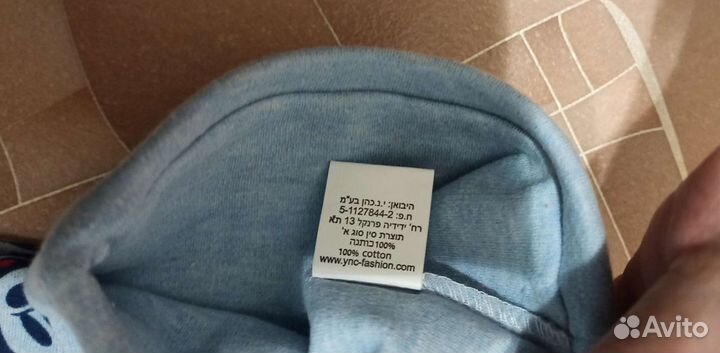 היבואן: י.נ.כהן בע"מ
ח.פ: 5-1127844-2
רח' ידידיה פרנקל 13 ת"א
תוצרת סין סוג א'
100%כותנה
100% cotton
www.ync-fashion.com
Avito